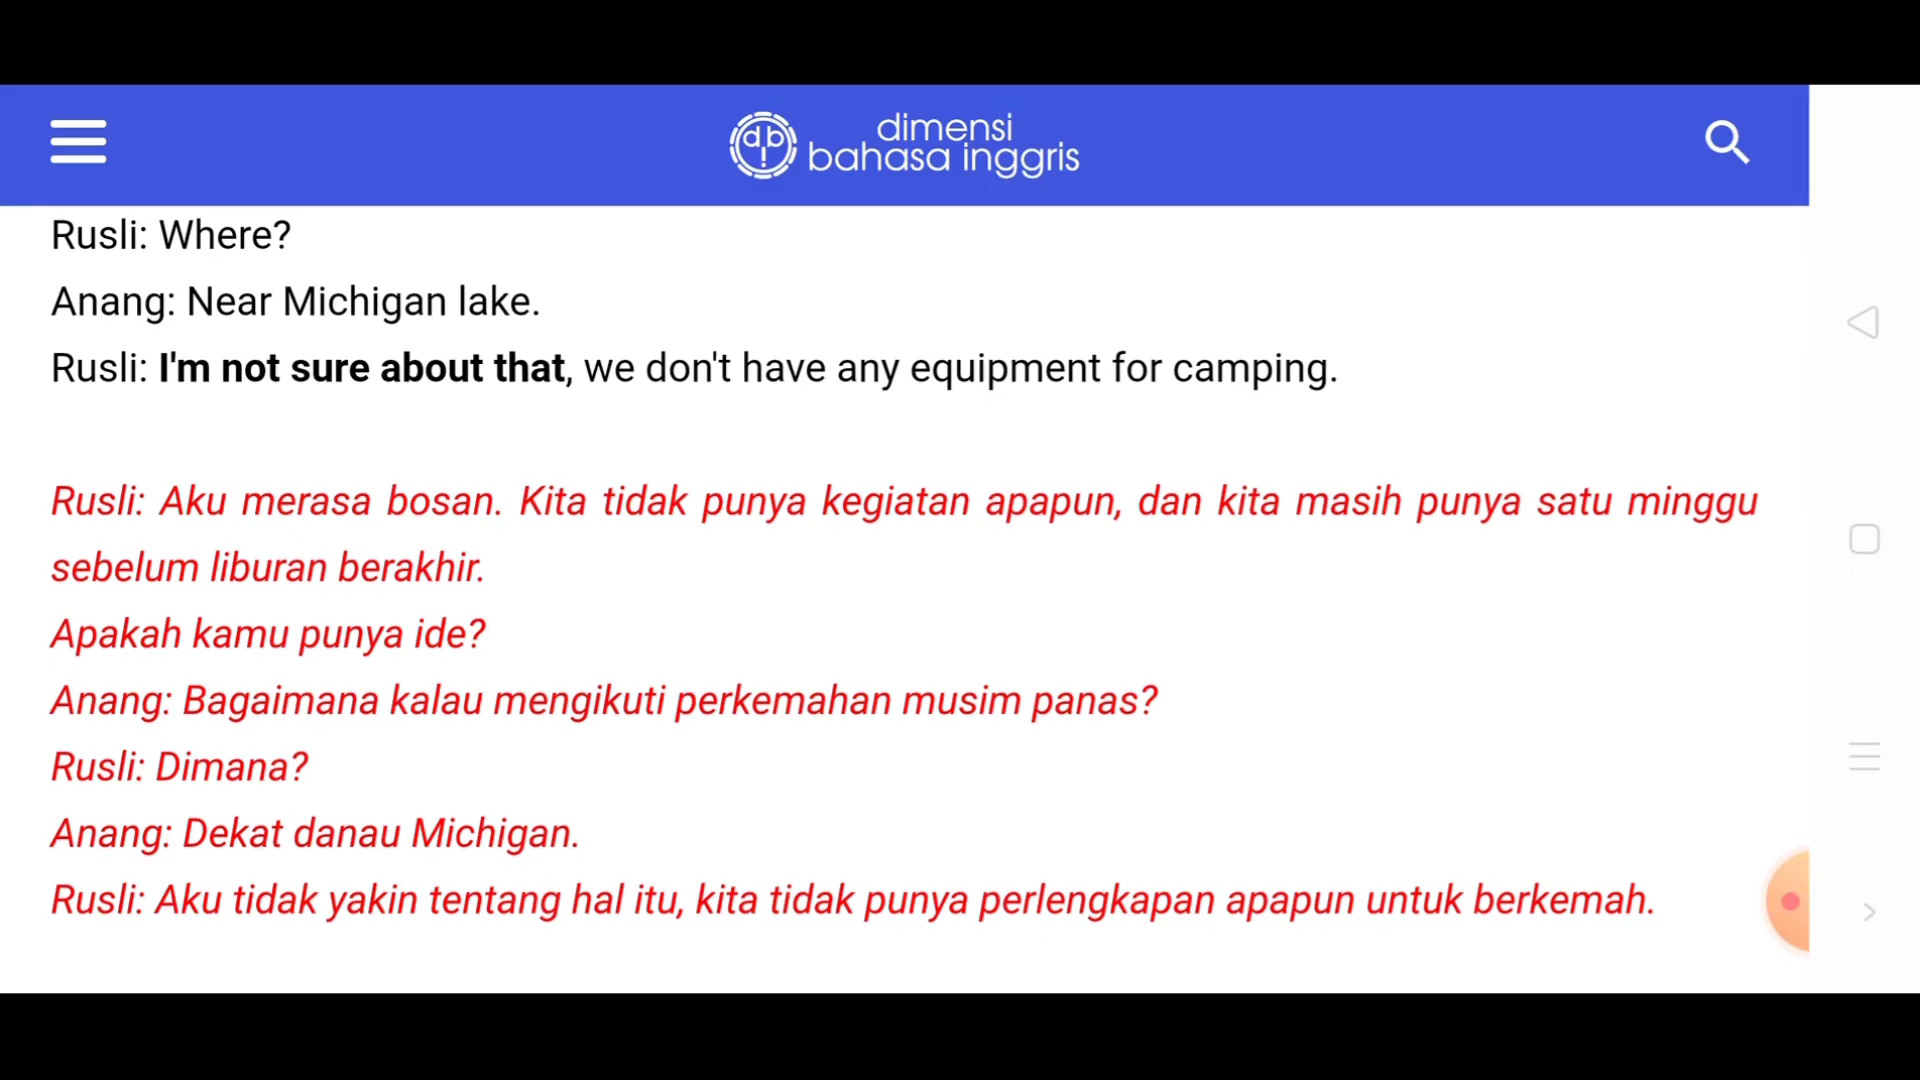 d,b!
dimensi
bahasa inggris
Rusli: Where?
Anang: Near Michigan lake.
Rusli: I'm not sure about that, we don't have any equipment for camping.
Rusli: Aku merasa bosan. Kita tidak punya kegiatan apapun, dan kita masih punya satu minggu
sebelum liburan berakhir.
Apakah kamu punya ide?
Anang: Bagaimana kalau mengikuti perkemahan musim panas?
Rusli: Dimana?
Anang: Dekat danau Michigan.
Rusli: Aku tidak yakin tentang hal itu, kita tidak punya perlengkapan apapun untuk berkemah.